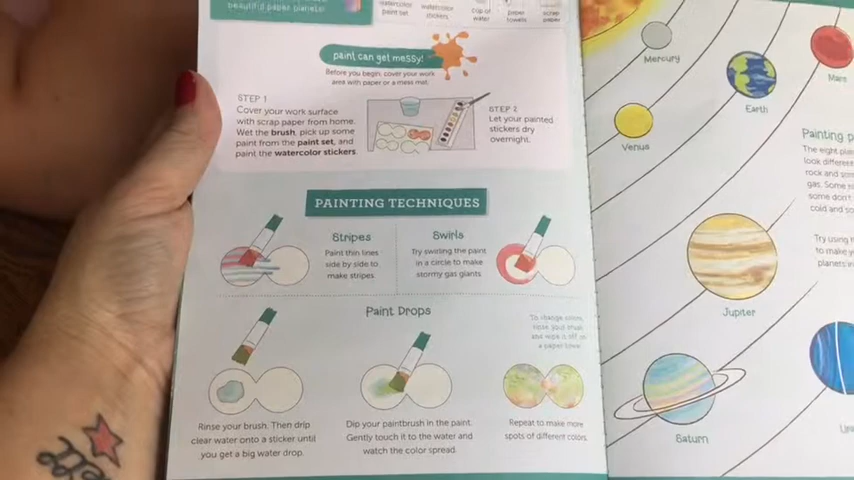 beautiful paper planets!
watercolor
paint set,
watercolor
stickers,
cup of
water
paper
towels
scrap
paper
paint can get messy!
Before you begin, cover your work
area with paper or a mess mat.
STEP 1
Cover your work surface
with scrap paper from home.
Wet the brush, pick up some
paint from the paint set, and
paint the watercolor stickers.
STEP 2
Let your painted
stickers dry
overnight.
PAINTING TECHNIQUES
Stripes
Paint thin lines
side by side to
make stripes.
Swirls
Try swirling the paint
in a circle to make
stormy gas giants.
Paint Drops
To change colors,
rinse your brush,
and wipe it off on
a paper towel.
Rinse your brush. Then drip
clear water onto a sticker until
you get a big water drop.
Dip your paintbrush in the paint.
Gently touch it to the water and
watch the color spread.
Repeat to make more
spots of different colors.
Mercury
Mars
Earth
Venus
Painting p
The eight pla
look differe
rock and som
gas. Some s
cold and so
Try using t
to make yo
planets in
Jupiter
Saturn